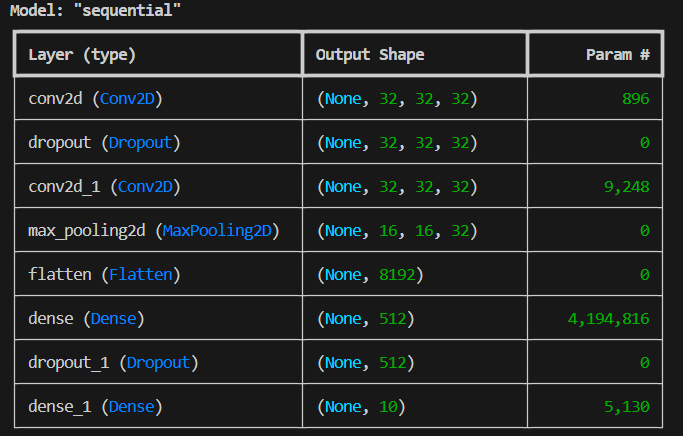 Model: "sequential"
Layer (type) Output Shape Param #
conv2d (Conv2D) (None, 32, 32, 32) 896
dropout (Dropout) (None, 32, 32, 32) 0
conv2d_1 (Conv2D) (None, 32, 32, 32) 9,248
max_pooling2d (MaxPooling2D) (None, 16, 16, 32) 0
flatten (Flatten) (None, 8192) 0
dense (Dense) (None, 512) 4,194,816
dropout_1 (Dropout) (None, 512) 0
dense_1 (Dense) (None, 10) 5,130